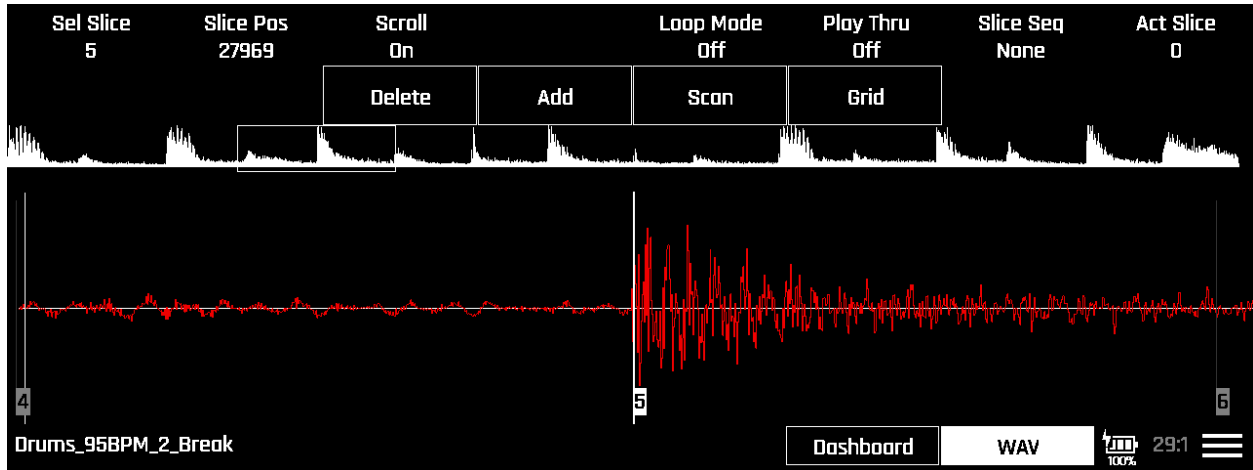 Sel Slice Slice Pos Scroll Loop Mode Play Thru Slice Seq Act Slice
5 27969 On Off Off None 0
Delete Add Scan Grid
4 5 6
Drums_95BPM_2_Break Dashboard WAV 29:1
100%